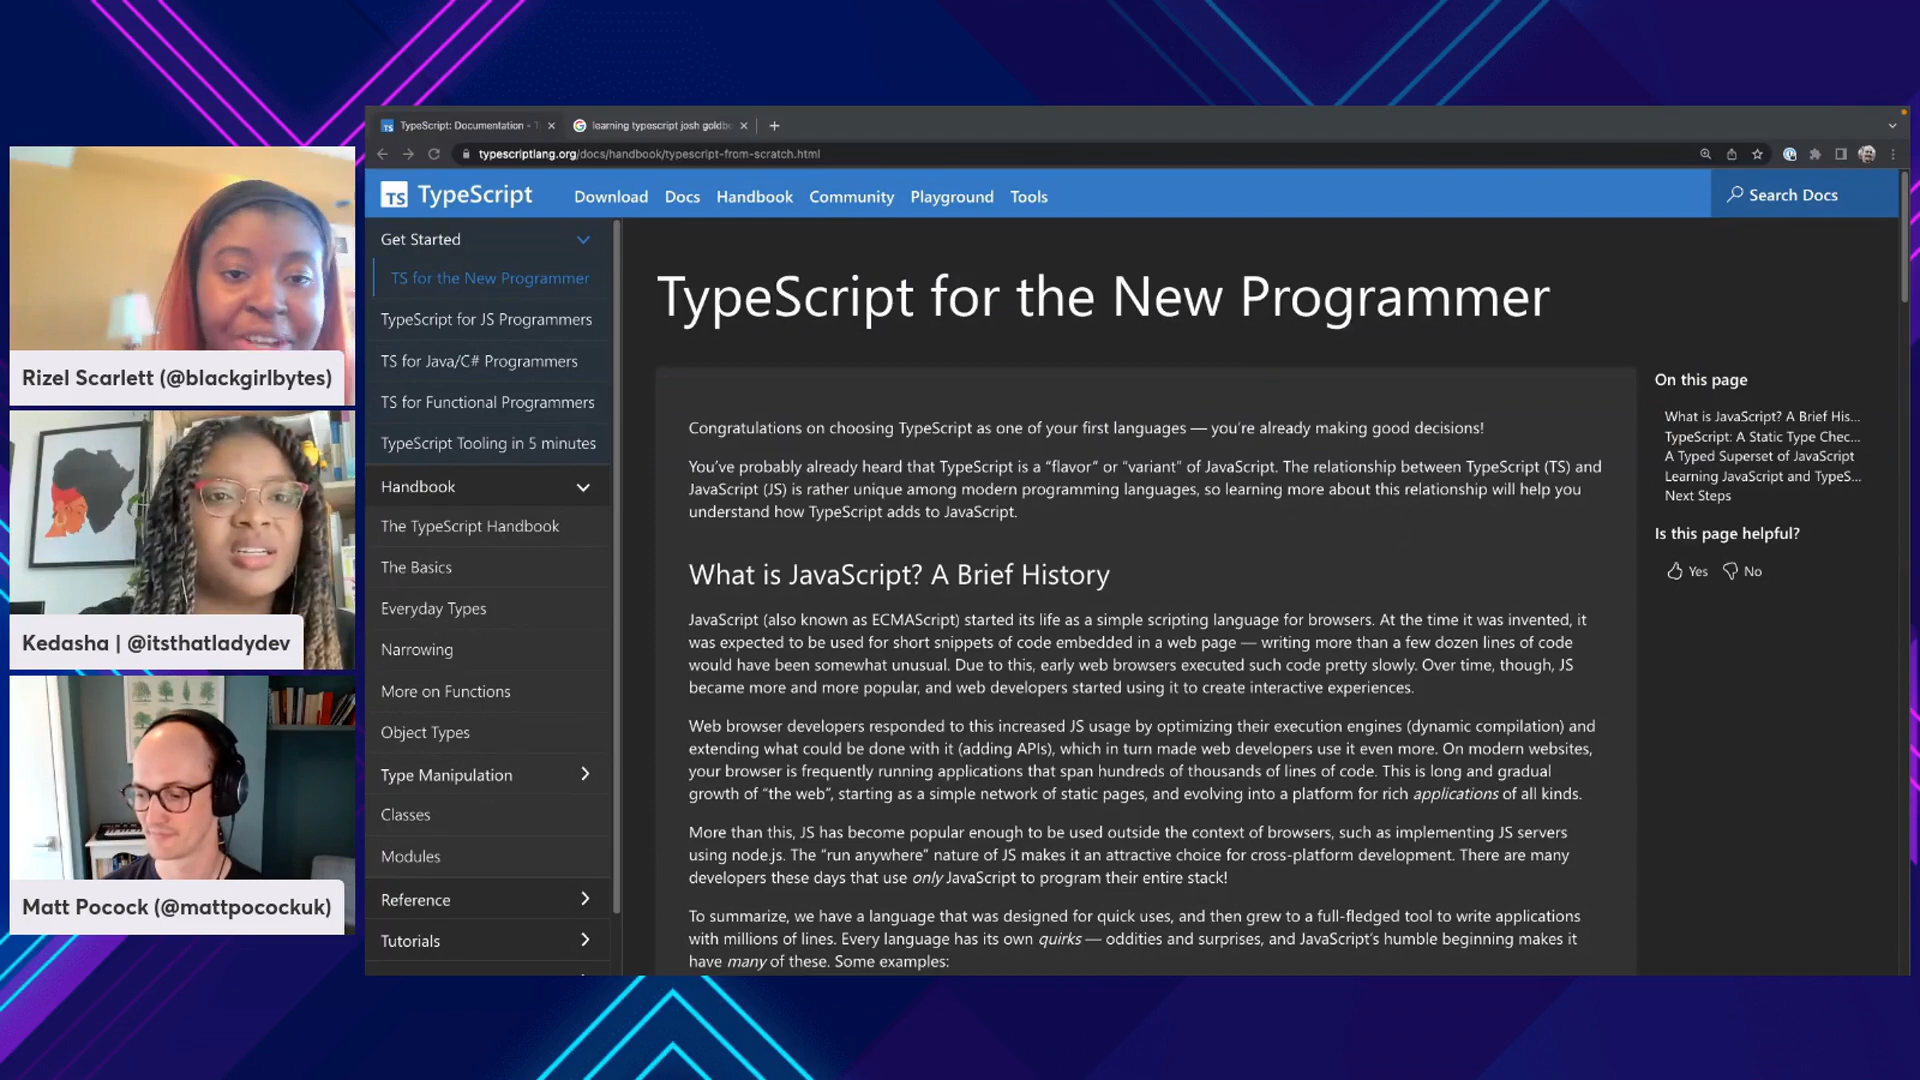 Rizel Scarlett (@blackgirlbytes)
Kedasha | @itsthatladydev
Matt Pocock (@mattpocockuk)
TypeScript: Documentation - T
learning typescript josh goldbe
typescriptlang.org/docs/handbook/typescript-from-scratch.html
TS TypeScript
Download Docs Handbook Community Playground Tools
Search Docs
Get Started
TS for the New Programmer
TypeScript for JS Programmers
TS for Java/C# Programmers
TS for Functional Programmers
TypeScript Tooling in 5 minutes
Handbook
The TypeScript Handbook
The Basics
Everyday Types
Narrowing
More on Functions
Object Types
Type Manipulation
Classes
Modules
Reference
Tutorials
TypeScript for the New Programmer
Congratulations on choosing TypeScript as one of your first languages — you're already making good decisions!
You've probably already heard that TypeScript is a "flavor" or "variant" of JavaScript. The relationship between TypeScript (TS) and
JavaScript (JS) is rather unique among modern programming languages, so learning more about this relationship will help you
understand how TypeScript adds to JavaScript.
What is JavaScript? A Brief History
JavaScript (also known as ECMAScript) started its life as a simple scripting language for browsers. At the time it was invented, it
was expected to be used for short snippets of code embedded in a web page — writing more than a few dozen lines of code
would have been somewhat unusual. Due to this, early web browsers executed such code pretty slowly. Over time, though, JS
became more and more popular, and web developers started using it to create interactive experiences.
Web browser developers responded to this increased JS usage by optimizing their execution engines (dynamic compilation) and
extending what could be done with it (adding APIs), which in turn made web developers use it even more. On modern websites,
your browser is frequently running applications that span hundreds of thousands of lines of code. This is long and gradual
growth of "the web", starting as a simple network of static pages, and evolving into a platform for rich applications of all kinds.
More than this, JS has become popular enough to be used outside the context of browsers, such as implementing JS servers
using node.js. The "run anywhere" nature of JS makes it an attractive choice for cross-platform development. There are many
developers these days that use only JavaScript to program their entire stack!
To summarize, we have a language that was designed for quick uses, and then grew to a full-fledged tool to write applications
with millions of lines. Every language has its own quirks — oddities and surprises, and JavaScript's humble beginning makes it
have many of these. Some examples:
On this page
What is JavaScript? A Brief His...
TypeScript: A Static Type Chec...
A Typed Superset of JavaScript
Learning JavaScript and TypeS...
Next Steps
Is this page helpful?
Yes No